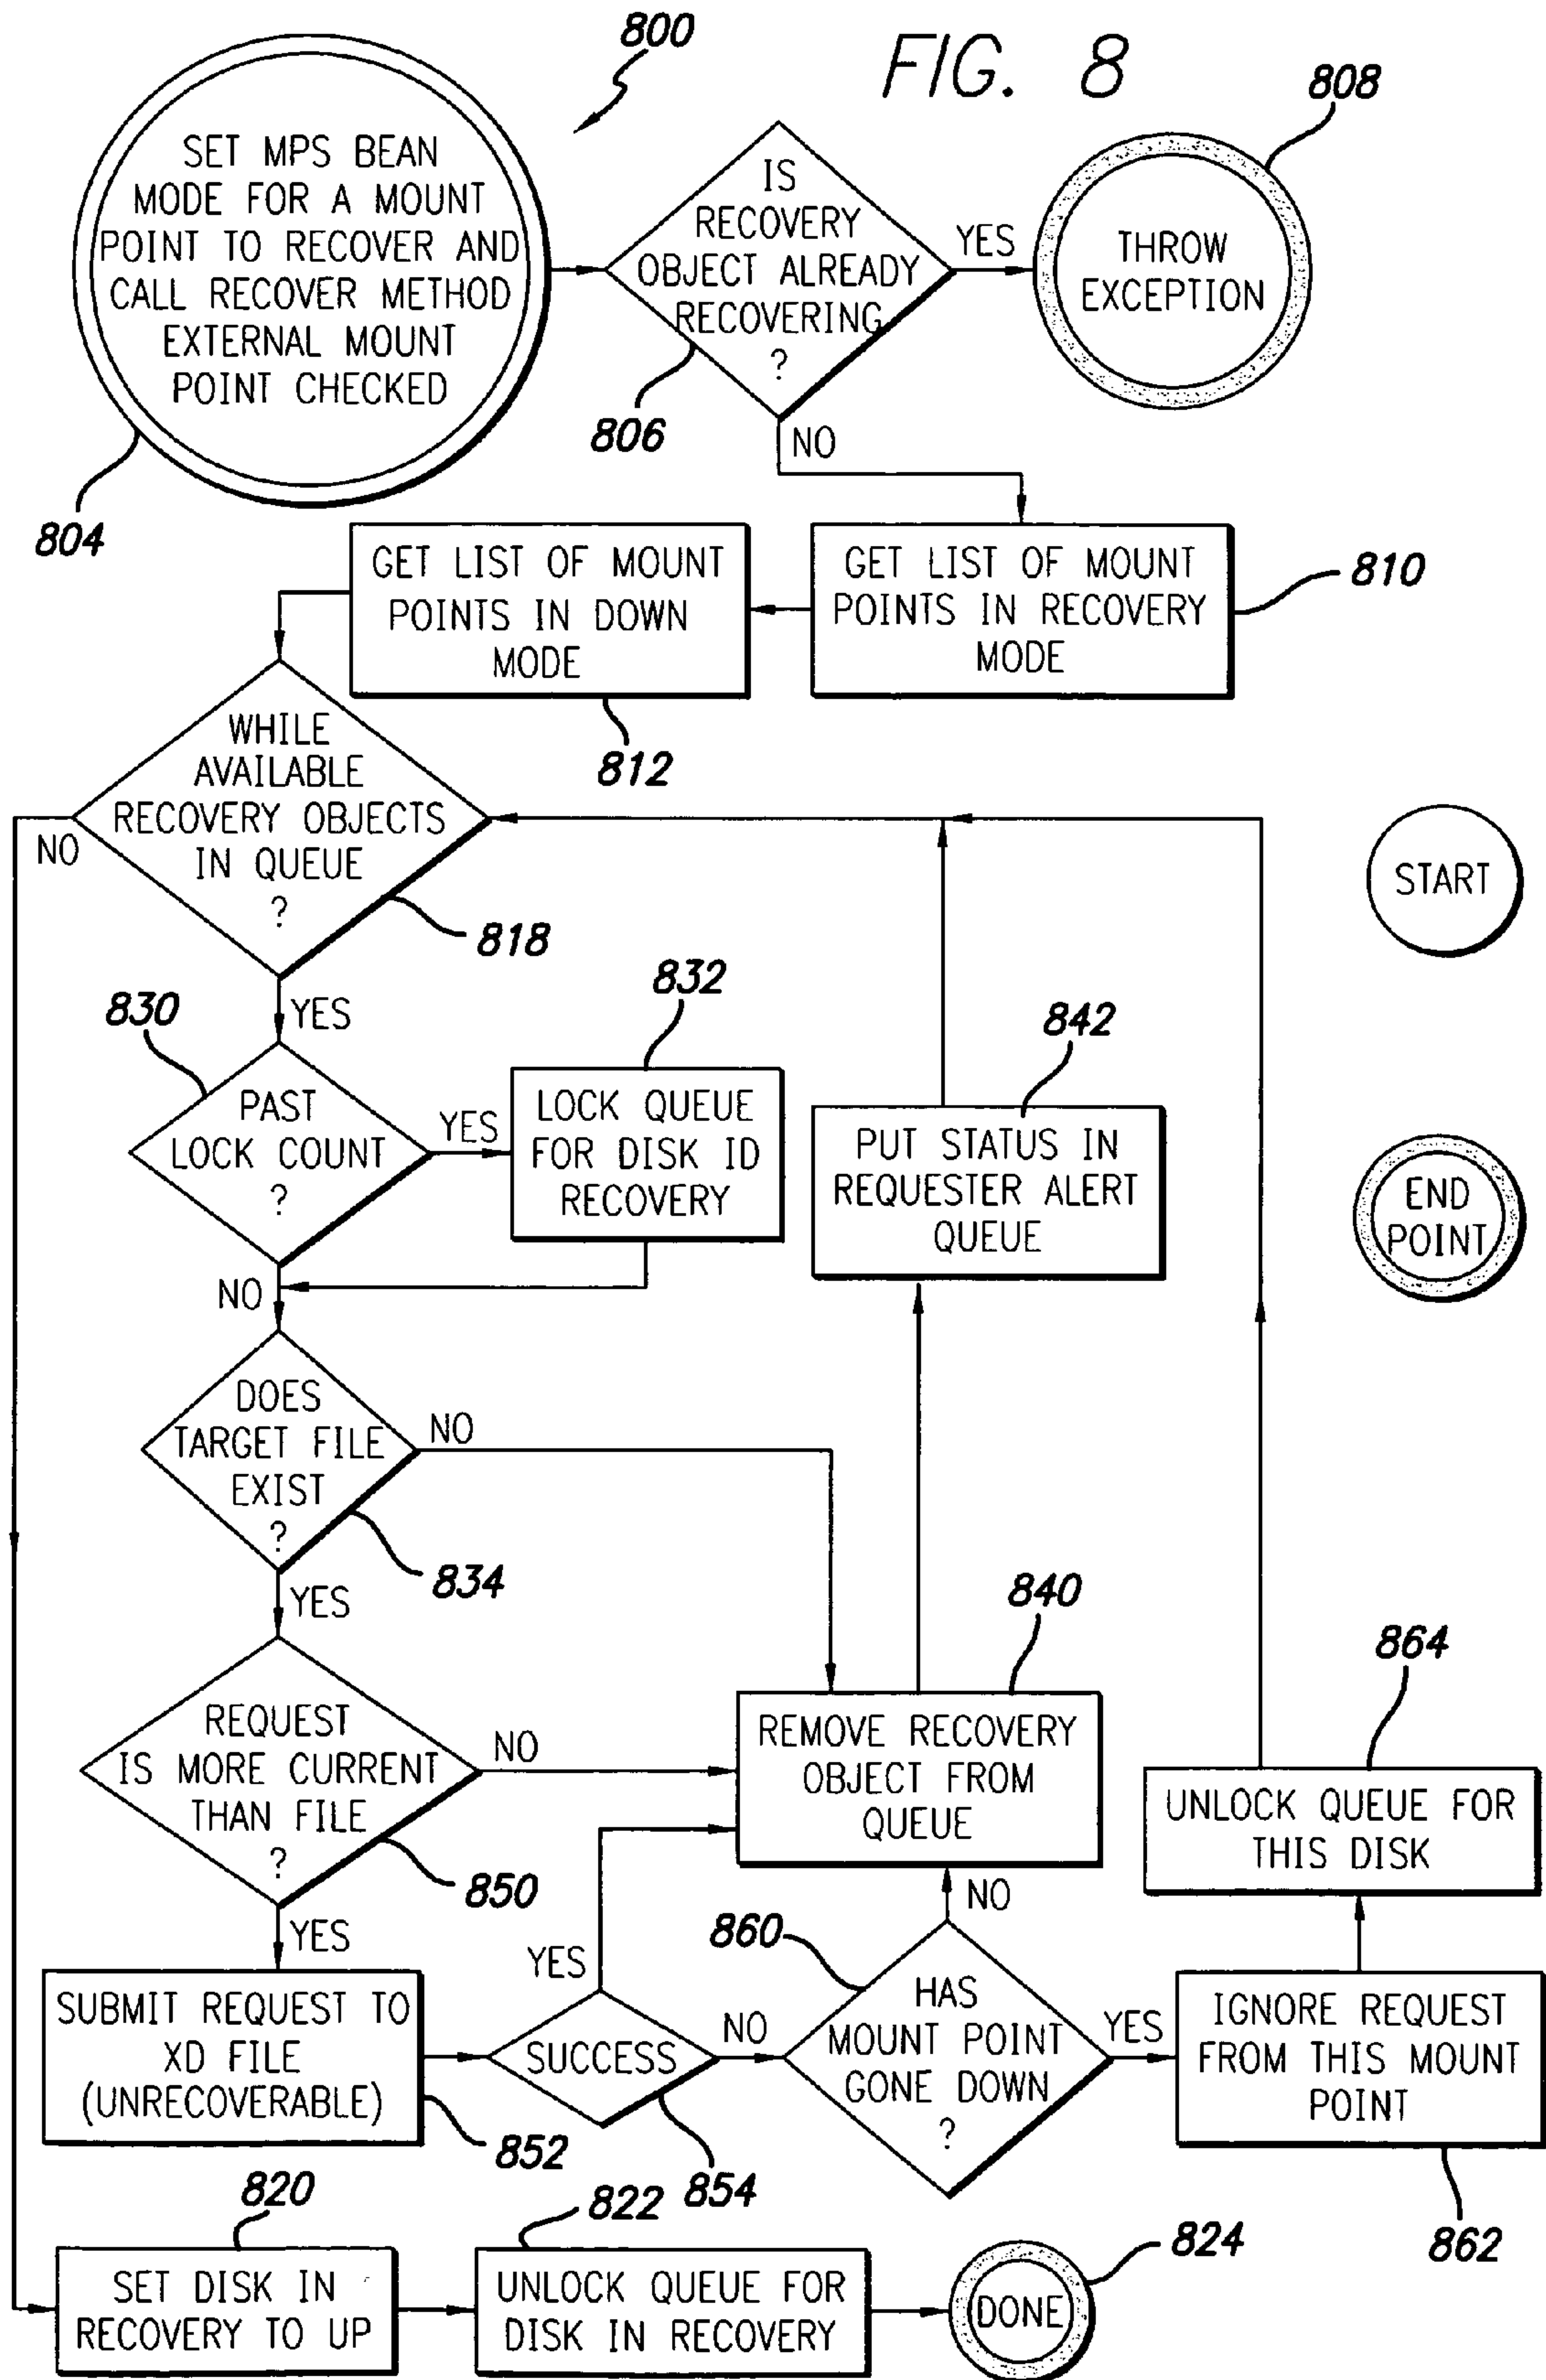 800
FIG. 8
808
SET MPS BEAN
MODE FOR A MOUNT
POINT TO RECOVER AND
CALL RECOVER METHOD
EXTERNAL MOUNT
POINT CHECKED
804
IS
RECOVERY
OBJECT ALREADY
RECOVERING
?
806
YES
THROW
EXCEPTION
NO
GET LIST OF MOUNT
POINTS IN DOWN
MODE
812
GET LIST OF MOUNT
POINTS IN RECOVERY
MODE
810
WHILE
AVAILABLE
RECOVERY OBJECTS
IN QUEUE
?
NO
818
START
YES
830
PAST
LOCK COUNT
?
YES
832
LOCK QUEUE
FOR DISK ID
RECOVERY
842
PUT STATUS IN
REQUESTER ALERT
QUEUE
END
POINT
NO
DOES
TARGET FILE
EXIST
?
NO
834
YES
840
864
REQUEST
IS MORE CURRENT
THAN FILE
?
NO
850
REMOVE RECOVERY
OBJECT FROM
QUEUE
UNLOCK QUEUE FOR
THIS DISK
YES
YES
860
NO
SUBMIT REQUEST TO
XD FILE
(UNRECOVERABLE)
852
SUCCESS
854
NO
HAS
MOUNT POINT
GONE DOWN
?
YES
IGNORE REQUEST
FROM THIS MOUNT
POINT
862
820
822
824
SET DISK IN
RECOVERY TO UP
UNLOCK QUEUE FOR
DISK IN RECOVERY
DONE